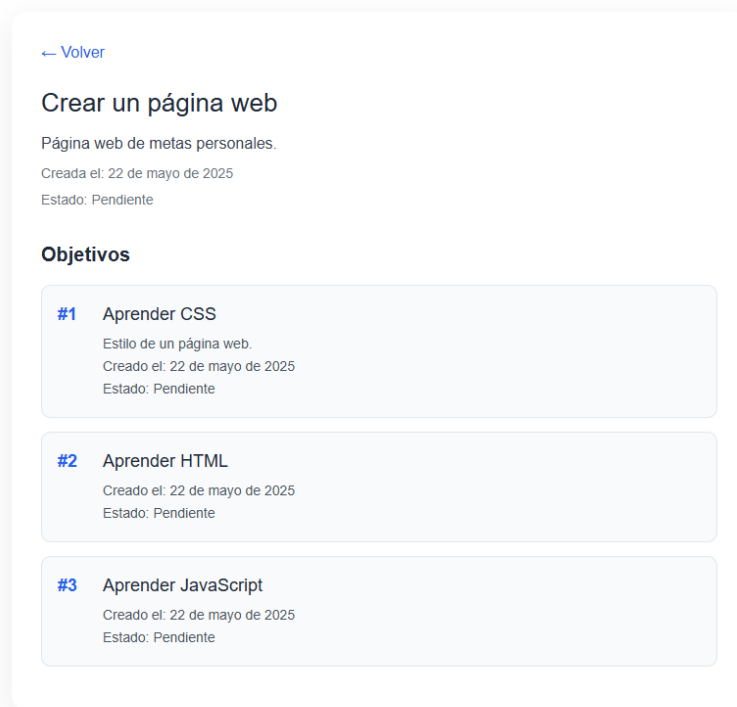 ← Volver
Crear un página web
Página web de metas personales.
Creada el: 22 de mayo de 2025
Estado: Pendiente
Objetivos
#1 Aprender CSS
Estilo de un página web.
Creado el: 22 de mayo de 2025
Estado: Pendiente
#2 Aprender HTML
Creado el: 22 de mayo de 2025
Estado: Pendiente
#3 Aprender JavaScript
Creado el: 22 de mayo de 2025
Estado: Pendiente